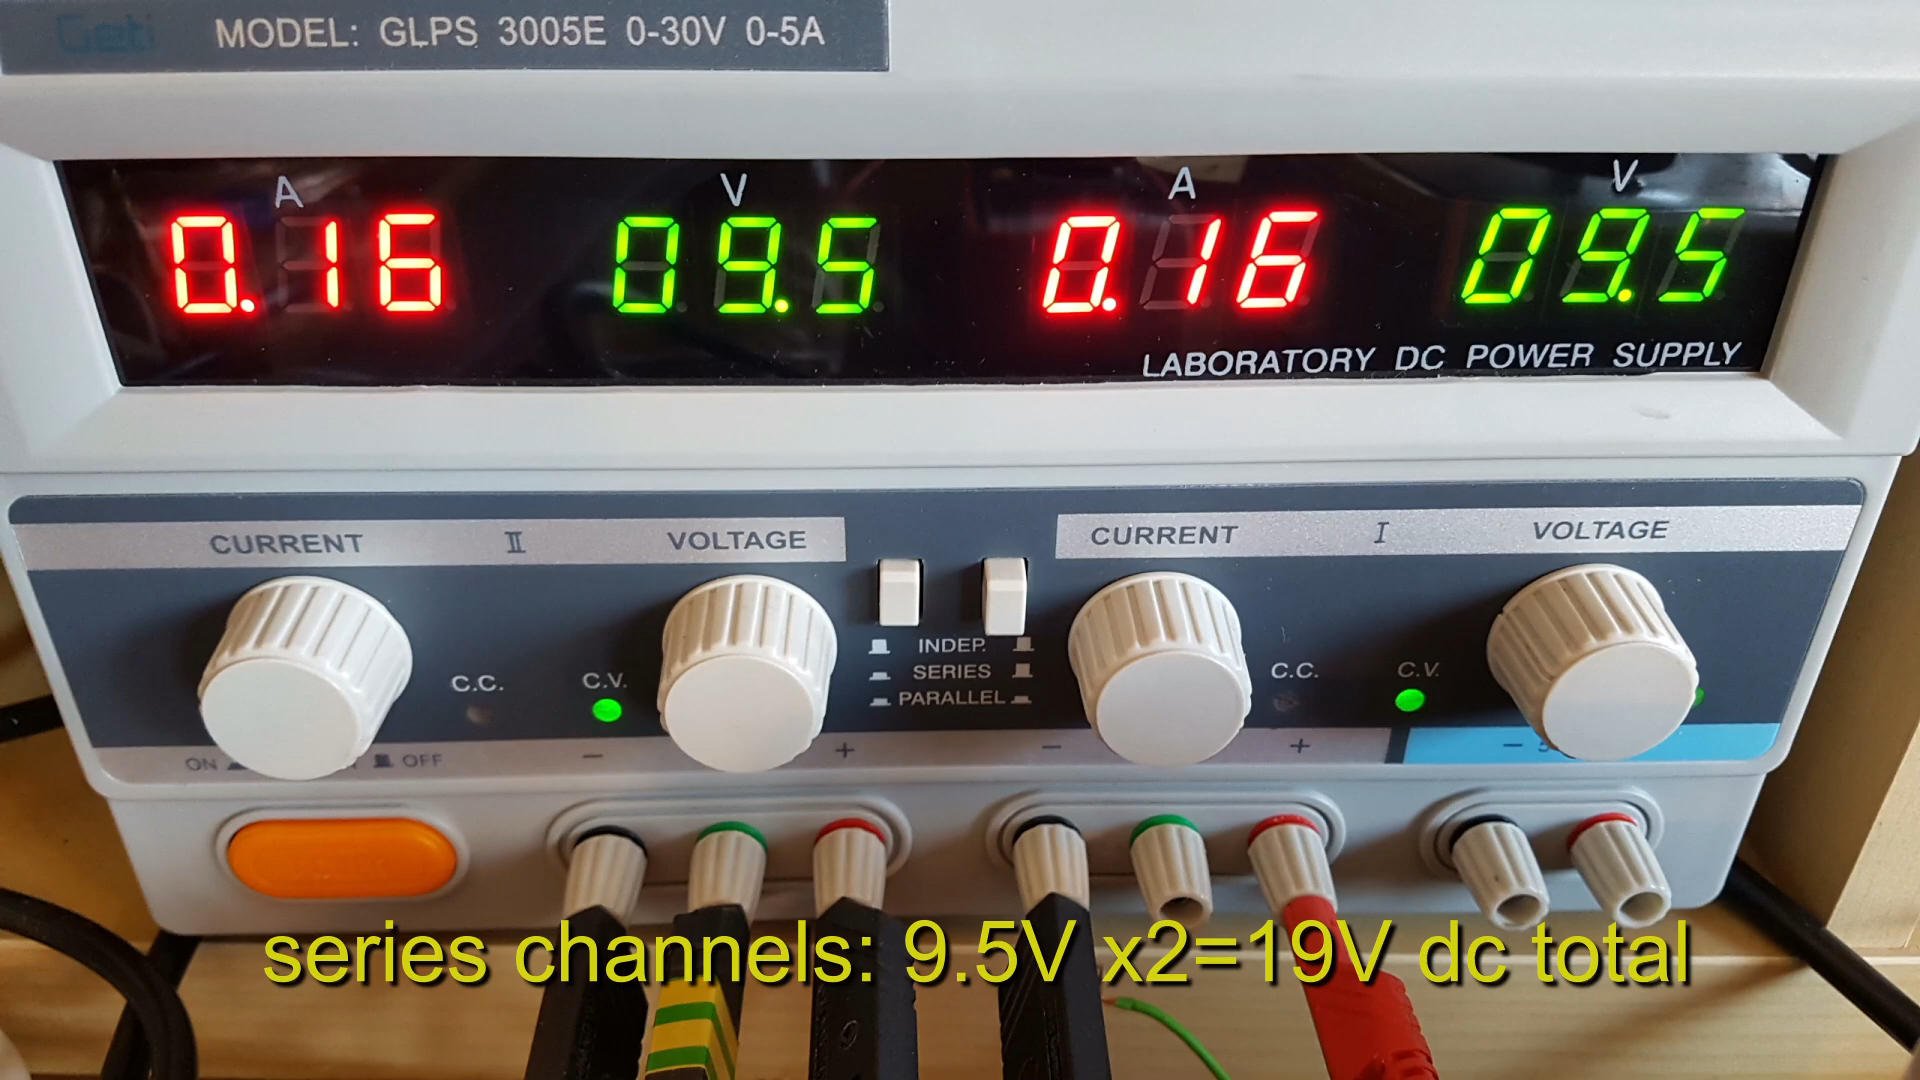 Geti MODEL: GLPS 3005E 0-30V 0-5A
A V A V
0.16 09.5 0.16 09.5
LABORATORY DC POWER SUPPLY
CURRENT II VOLTAGE CURRENT I VOLTAGE
INDEP.
SERIES
PARALLEL
C.C. C.V. C.C. C.V.
ON OFF - + - + -
series channels: 9.5V x2=19V dc total